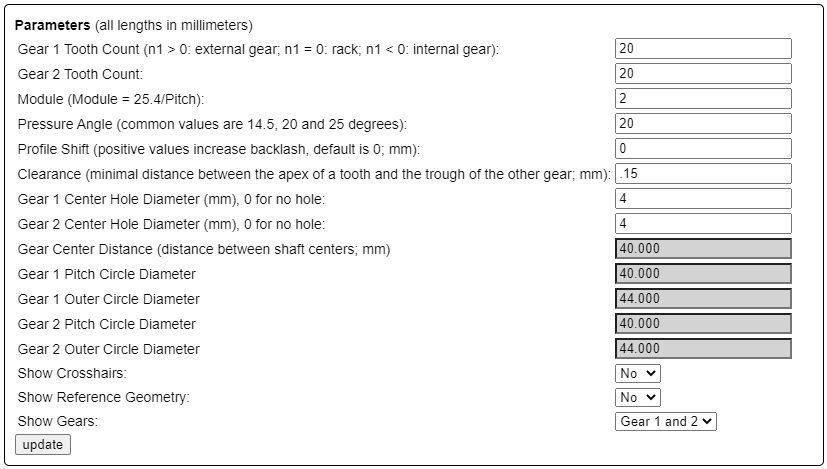 Parameters (all lengths in millimeters)
Gear 1 Tooth Count (n1 > 0: external gear; n1 = 0: rack; n1 < 0: internal gear): 20
Gear 2 Tooth Count: 20
Module (Module = 25.4/Pitch): 2
Pressure Angle (common values are 14.5, 20 and 25 degrees): 20
Profile Shift (positive values increase backlash, default is 0; mm): 0
Clearance (minimal distance between the apex of a tooth and the trough of the other gear; mm): .15
Gear 1 Center Hole Diameter (mm), 0 for no hole: 4
Gear 2 Center Hole Diameter (mm), 0 for no hole: 4
Gear Center Distance (distance between shaft centers; mm) 40.000
Gear 1 Pitch Circle Diameter 40.000
Gear 1 Outer Circle Diameter 44.000
Gear 2 Pitch Circle Diameter 40.000
Gear 2 Outer Circle Diameter 44.000
Show Crosshairs: No
Show Reference Geometry: No
Show Gears: Gear 1 and 2
update